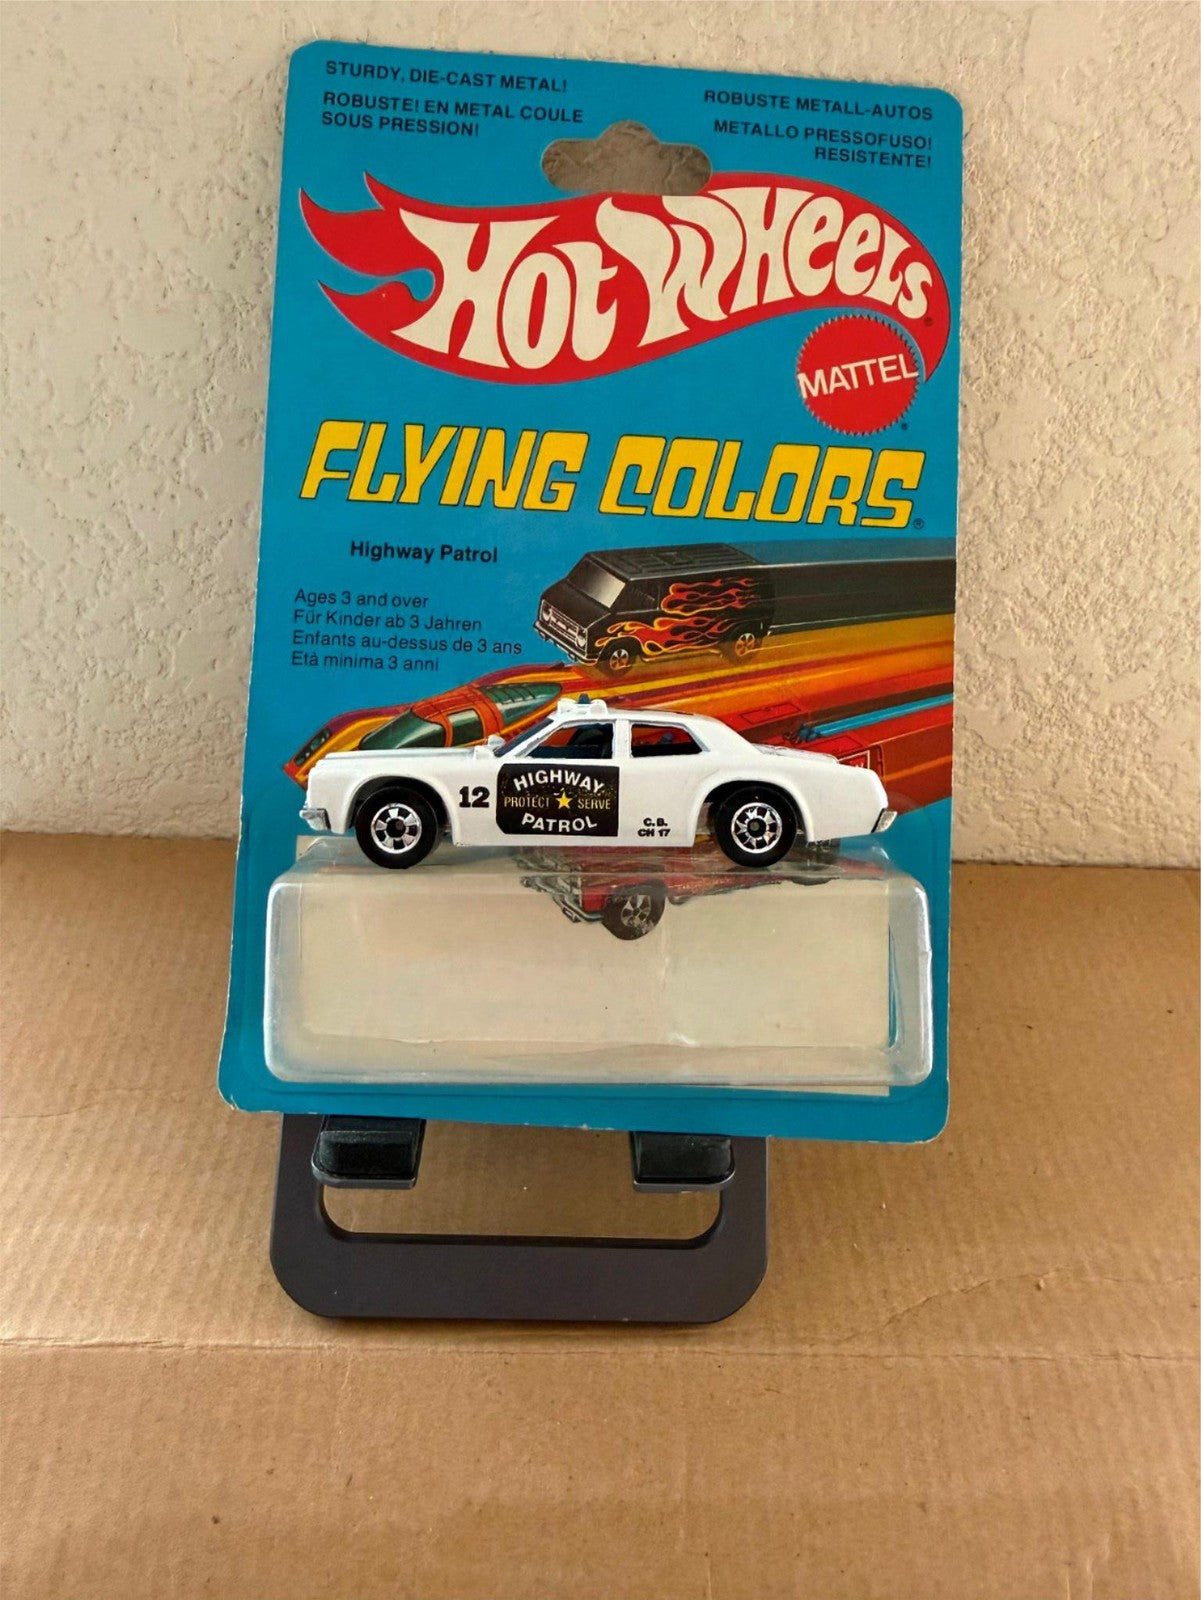 STURDY, DIE-CAST METAL!
ROBUSTE! EN METAL COULE
SOUS PRESSION!
ROBUSTE METALL-AUTOS
METALLO PRESSOFUSO!
RESISTENTE!
HOT WHEELS
MATTEL
FLYING COLORS®
Highway Patrol
Ages 3 and over
Für Kinder ab 3 Jahren
Enfants au-dessus de 3 ans
Età minima 3 anni
12
HIGHWAY
PROTECT ★ SERVE
PATROL
C.B.
CH 17